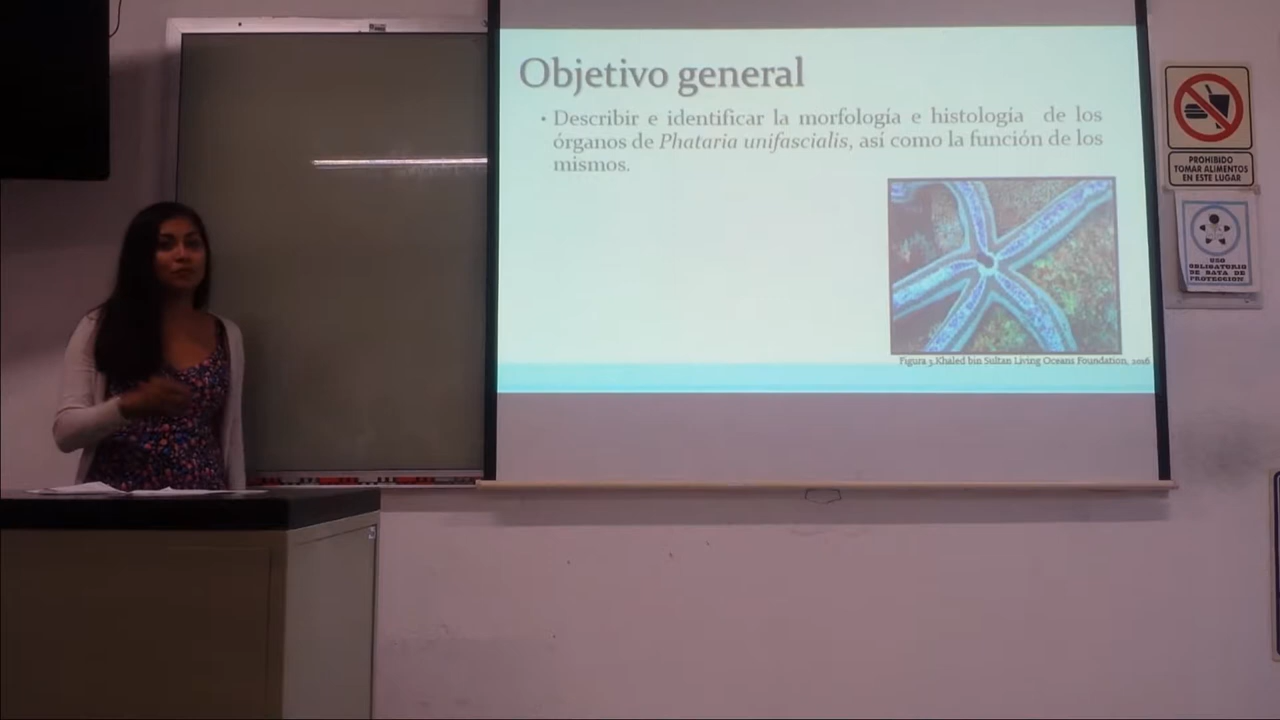 Objetivo general
• Describir e identificar la morfología e histología de los
órganos de Phataria unifascialis, así como la función de los
mismos.
Figura 3.Khaled bin Sultan Living Oceans Foundation, 2016
PROHIBIDO
TOMAR ALIMENTOS
EN ESTE LUGAR
USO
OBLIGATORIO
DE BATA DE
PROTECCION